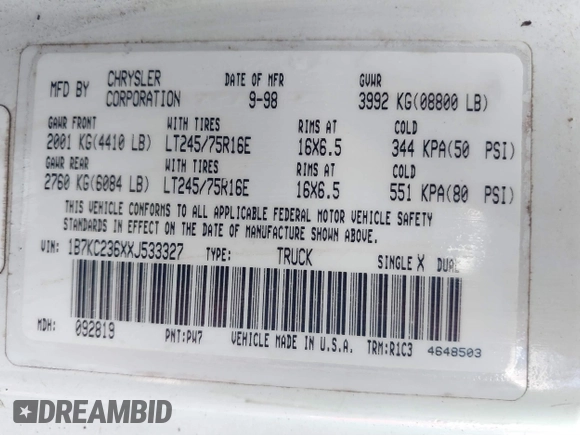 MFD BY CHRYSLER CORPORATION DATE OF MFR 9-98 GVWR 3992 KG(08800 LB)
GAWR FRONT WITH TIRES RIMS AT COLD
2001 KG(4410 LB) LT245/75R16E 16X6.5 344 KPA(50 PSI)
GAWR REAR WITH TIRES RIMS AT COLD
2760 KG(6084 LB) LT245/75R16E 16X6.5 551 KPA(80 PSI)
THIS VEHICLE CONFORMS TO ALL APPLICABLE FEDERAL MOTOR VEHICLE SAFETY
STANDARDS IN EFFECT ON THE DATE OF MANUFACTURE SHOWN ABOVE.
VIN: 1B7KC236XXJ533327 TYPE: TRUCK SINGLE X DUAL
MDH: 092819 PNT:PW7 VEHICLE MADE IN U.S.A. TRM:R1C3 4648503
DREAMBID